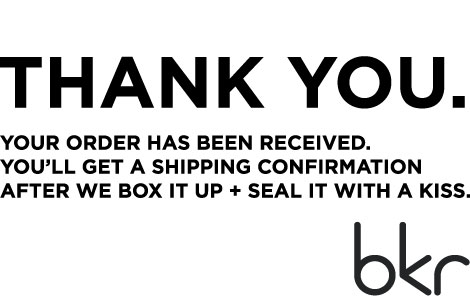 THANK YOU.
YOUR ORDER HAS BEEN RECEIVED.
YOU'LL GET A SHIPPING CONFIRMATION
AFTER WE BOX IT UP + SEAL IT WITH A KISS.
bkr